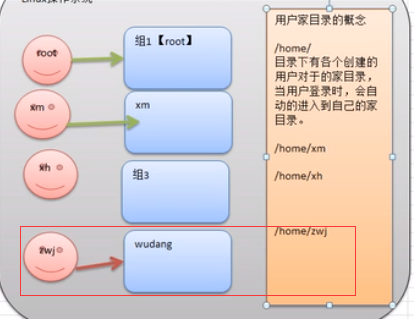 Linux操作系统
root
组1【root】
xm
xm
xh
组3
zwj
wudang
用户家目录的概念
/home/
目录下有各个创建的
用户对于的家目录，
当用户登录时，会自
动的进入到自己的家
目录。
/home/xm
/home/xh
/home/zwj